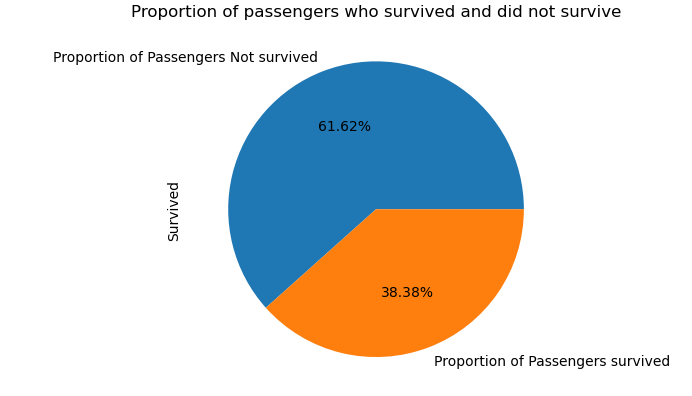 Proportion of passengers who survived and did not survive
Proportion of Passengers Not survived
61.62%
Survived
38.38%
Proportion of Passengers survived